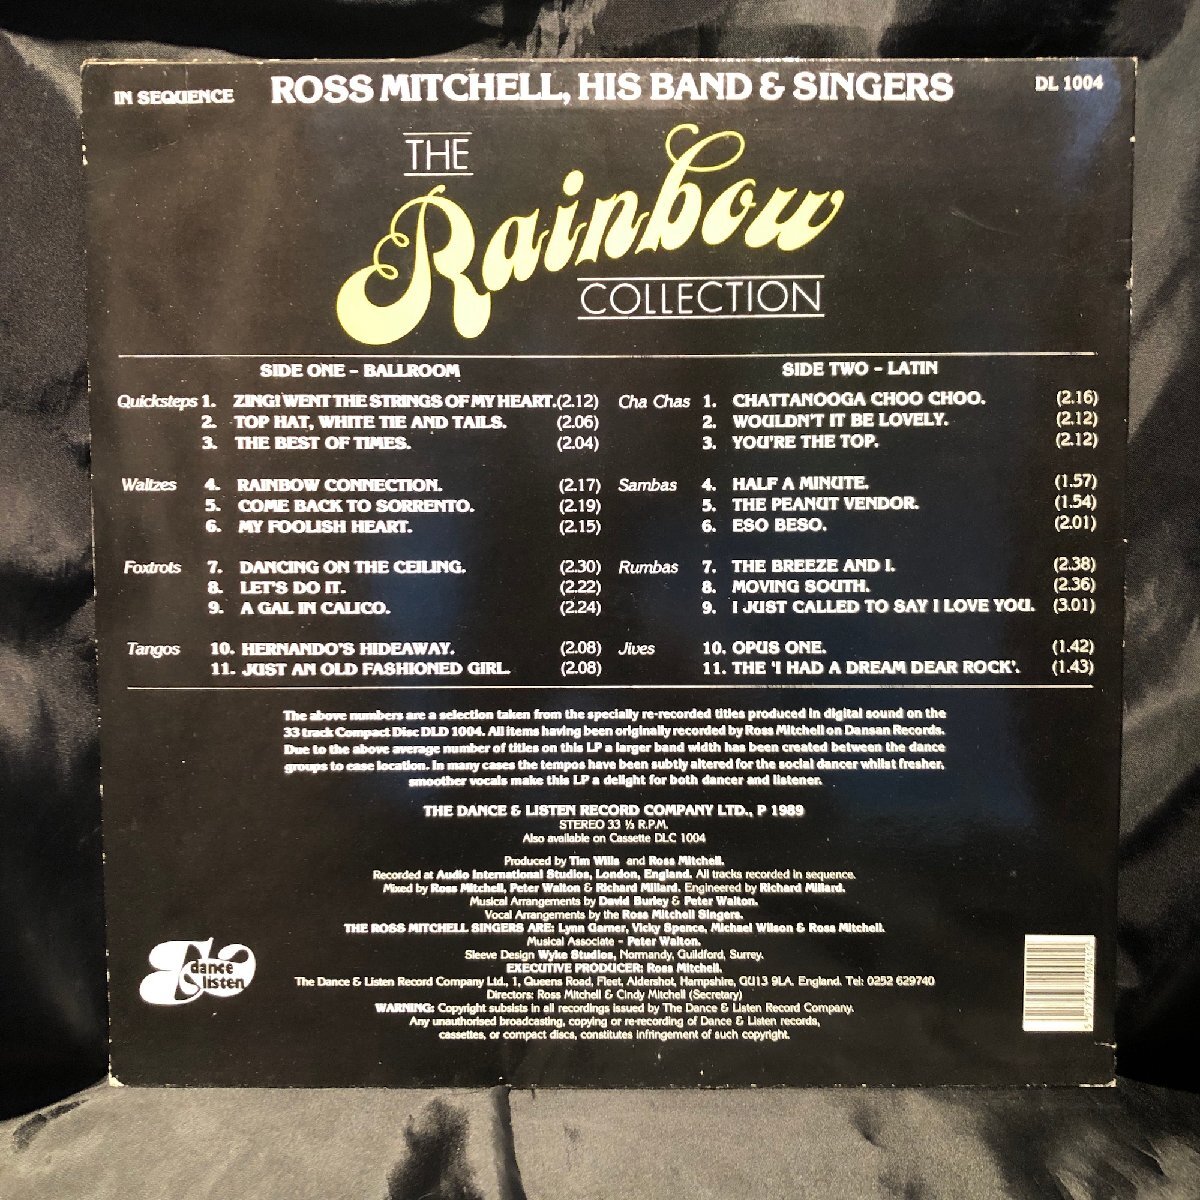 IN SEQUENCE ROSS MITCHELL, HIS BAND & SINGERS DL 1004
THE
Rainbow
COLLECTION
SIDE ONE – BALLROOM
Quicksteps 1. ZING! WENT THE STRINGS OF MY HEART. (2.12)
2. TOP HAT, WHITE TIE AND TAILS. (2.06)
3. THE BEST OF TIMES. (2.04)
Waltzes 4. RAINBOW CONNECTION. (2.17)
5. COME BACK TO SORRENTO. (2.19)
6. MY FOOLISH HEART. (2.15)
Foxtrots 7. DANCING ON THE CEILING. (2.30)
8. LET'S DO IT. (2.22)
9. A GAL IN CALICO. (2.24)
Tangos 10. HERNANDO'S HIDEAWAY. (2.08)
11. JUST AN OLD FASHIONED GIRL. (2.08)
SIDE TWO – LATIN
Cha Chas 1. CHATTANOOGA CHOO CHOO. (2.16)
2. WOULDN'T IT BE LOVELY. (2.12)
3. YOU'RE THE TOP. (2.12)
Sambas 4. HALF A MINUTE. (1.57)
5. THE PEANUT VENDOR. (1.54)
6. ESO BESO. (2.01)
Rumbas 7. THE BREEZE AND I. (2.38)
8. MOVING SOUTH. (2.36)
9. I JUST CALLED TO SAY I LOVE YOU. (3.01)
Jives 10. OPUS ONE. (1.42)
11. THE 'I HAD A DREAM DEAR ROCK'. (1.43)
The above numbers are a selection taken from the specially re-recorded titles produced in digital sound on the
33 track Compact Disc DLD 1004. All items having been originally recorded by Ross Mitchell on Dansan Records.
Due to the above average number of titles on this LP a larger band width has been created between the dance
groups to ease location. In many cases the tempos have been subtly altered for the social dancer whilst fresher,
smoother vocals make this LP a delight for both dancer and listener.
THE DANCE & LISTEN RECORD COMPANY LTD., P 1989
STEREO 33 ⅓ R.P.M.
Also available on Cassette DLC 1004
Produced by Tim Wills and Ross Mitchell.
Recorded at Audio International Studios, London, England. All tracks recorded in sequence.
Mixed by Ross Mitchell, Peter Walton & Richard Millard. Engineered by Richard Millard.
Musical Arrangements by David Burley & Peter Walton.
Vocal Arrangements by the Ross Mitchell Singers.
THE ROSS MITCHELL SINGERS ARE: Lynn Garner, Vicky Spence, Michael Wilson & Ross Mitchell.
Musical Associate – Peter Walton.
Sleeve Design Wyke Studios, Normandy, Guildford, Surrey.
EXECUTIVE PRODUCER: Ross Mitchell.
The Dance & Listen Record Company Ltd., 1, Queens Road, Fleet, Aldershot, Hampshire, GU13 9LA. England. Tel: 0252 629740
Directors: Ross Mitchell & Cindy Mitchell (Secretary)
WARNING: Copyright subsists in all recordings issued by The Dance & Listen Record Company.
Any unauthorised broadcasting, copying or re-recording of Dance & Listen records,
cassettes, or compact discs, constitutes infringement of such copyright.
dance
& listen